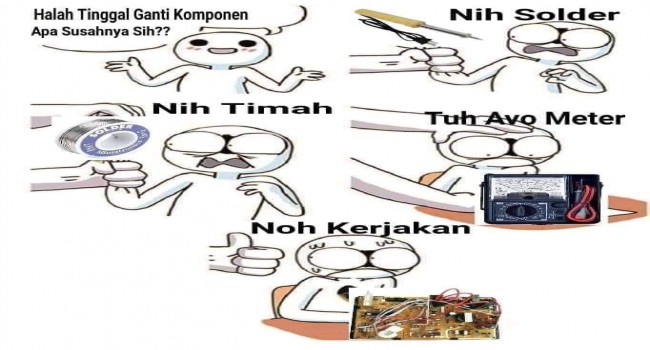 Halah Tinggal Ganti Komponen
Apa Susahnya Sih??
Nih Solder
Nih Timah
SOLDER
Tuh Avo Meter
Noh Kerjakan